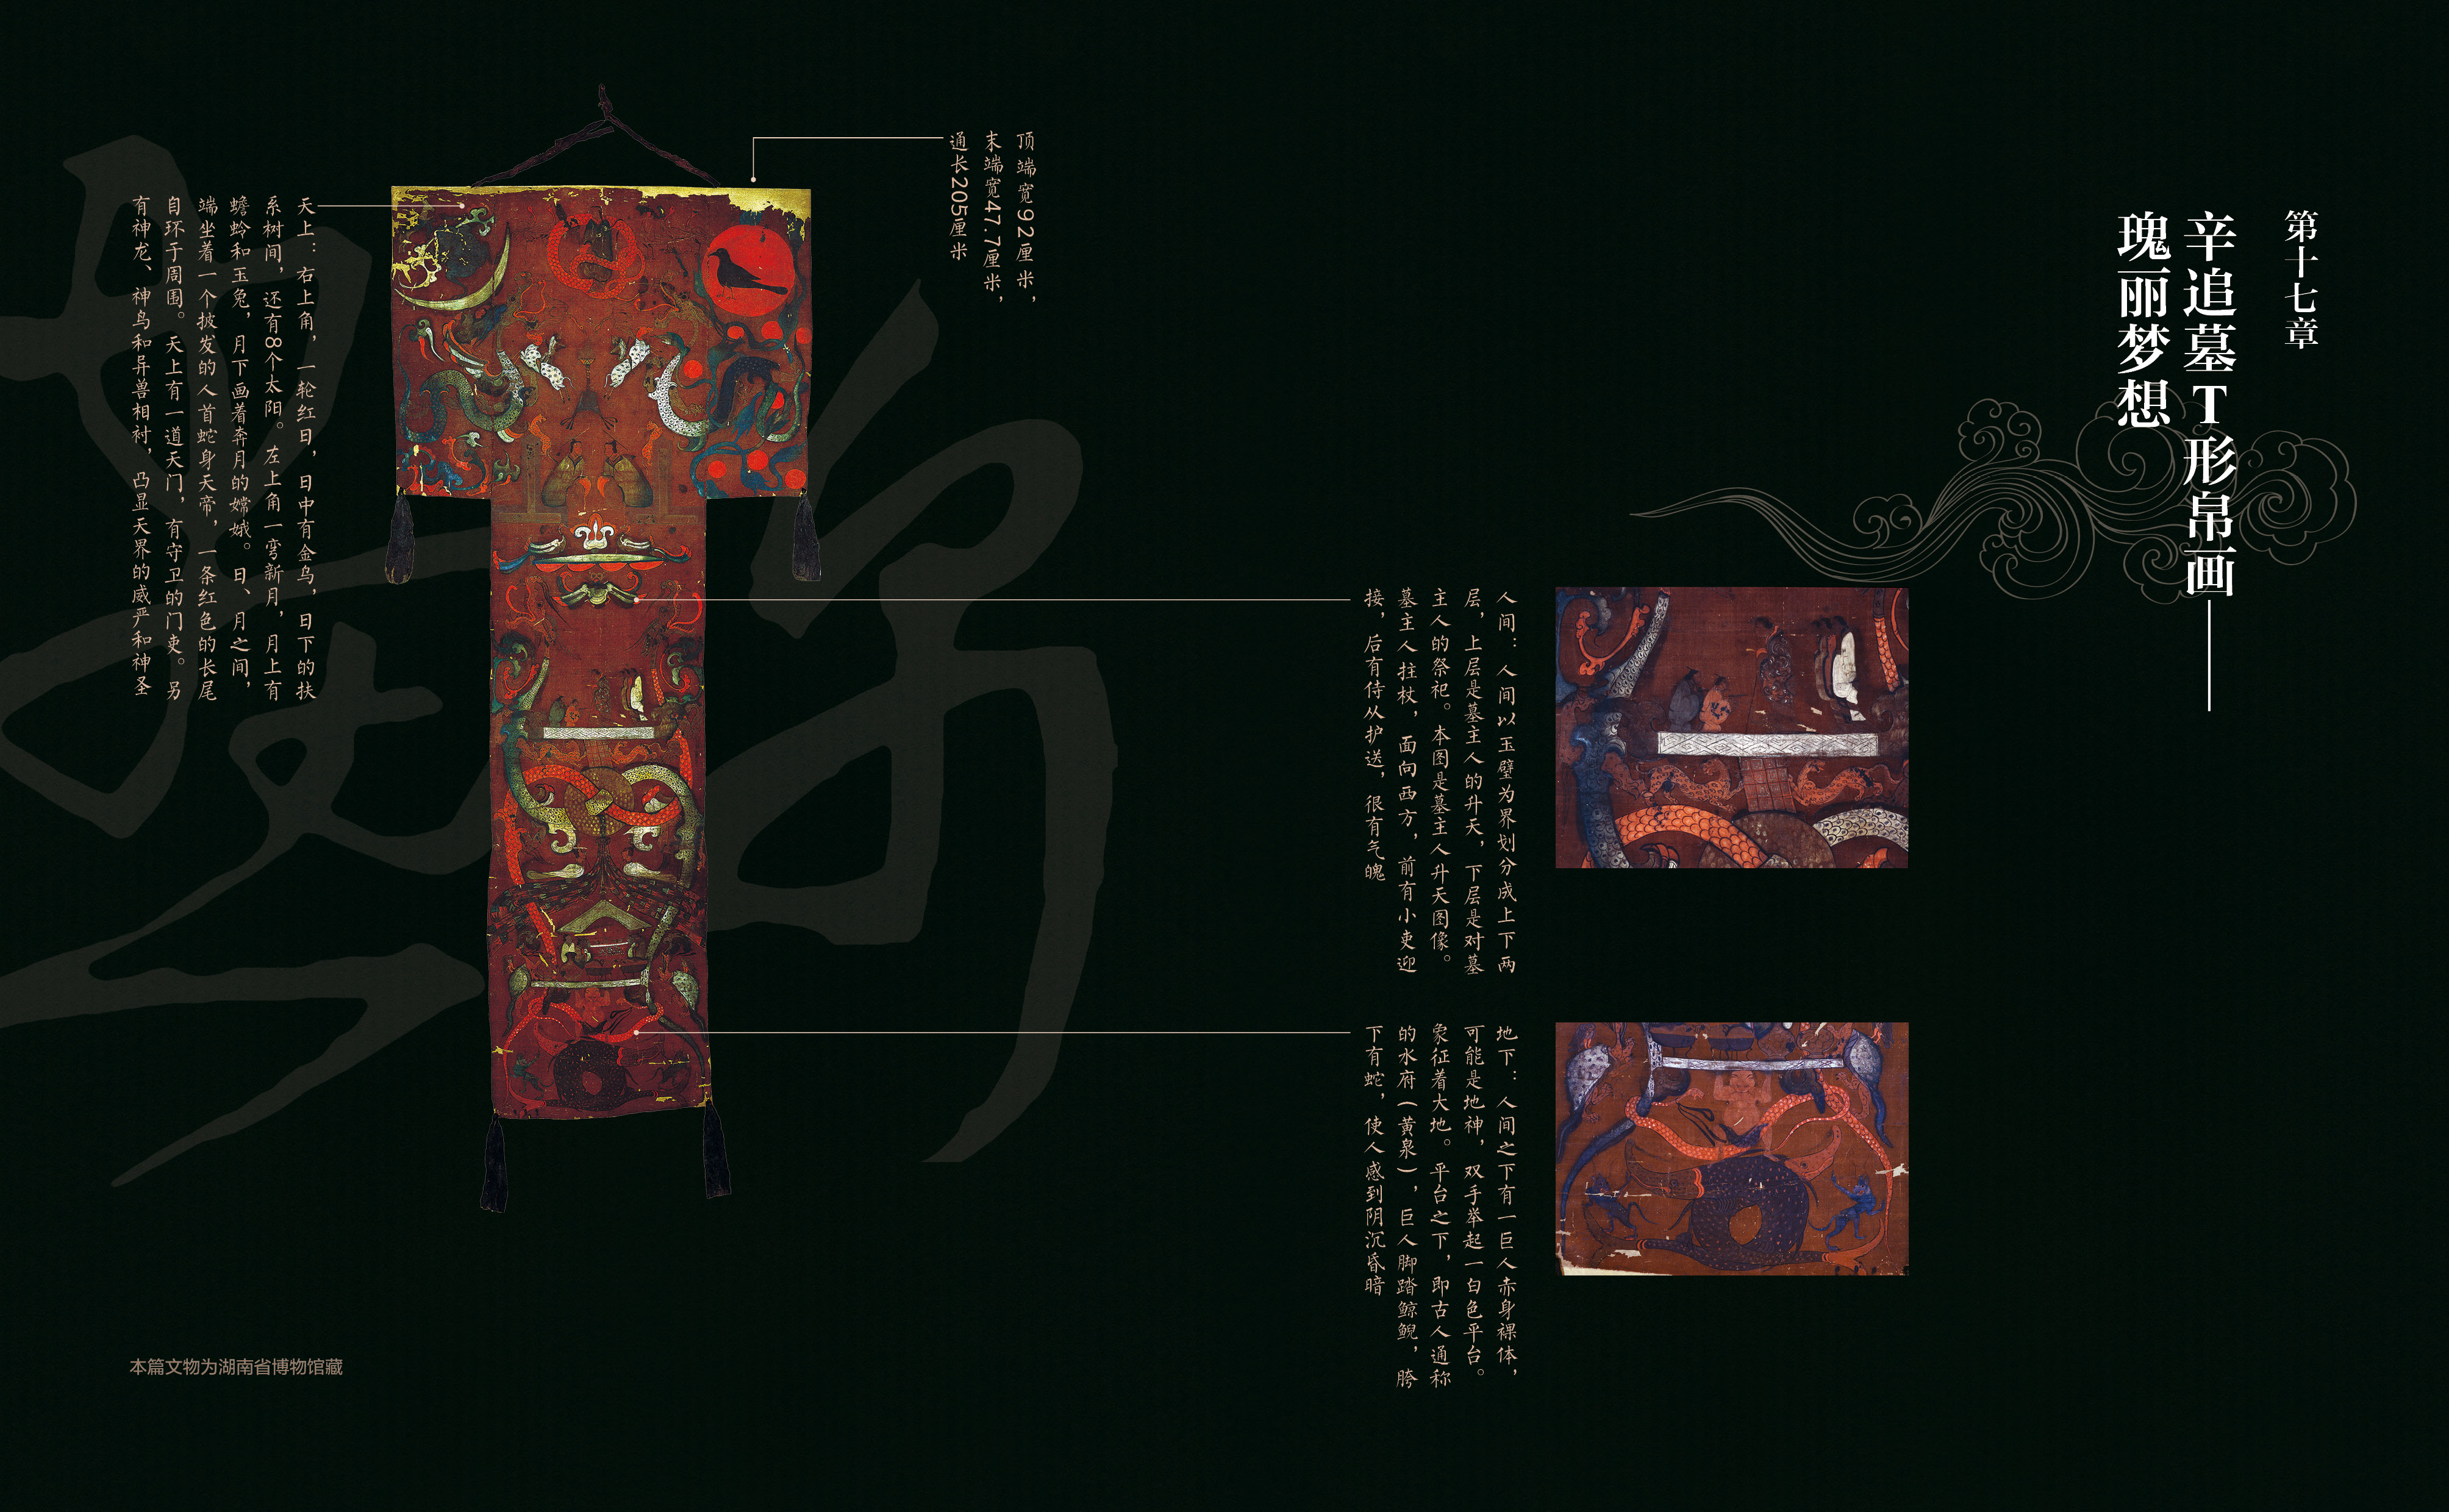 第十七章
辛追墓T形帛画——
瑰丽梦想
人间：人间以玉璧为界划分成上下两
层，上层是墓主人的升天，下层是对墓
主人的祭祀。本图是墓主人升天图像。
墓主人拄杖，面向西方，前有小吏迎
接，后有侍从护送，很有气魄
地下：人间之下有一巨人赤身裸体，
可能是地神，双手举起一白色平台。
象征着大地。平台之下，即古人通称
的水府（黄泉），巨人脚踏鲸鲵，胯
下有蛇，使人感到阴沉昏暗
顶端宽92厘米，
末端宽47.7厘米，
通长205厘米
天上：右上角，一轮红日，日中有金乌，日下的扶
系树间，还有8个太阳。左上角一弯新月，月上有
蟾蛉和玉兔，月下画着奔月的嫦娥。日、月之间，
端坐着一个披发的人首蛇身天帝，一条红色的长尾
自环于周围。天上有一道天门，有守卫的门吏。另
有神龙、神鸟和异兽相衬，凸显天界的威严和神圣
本篇文物为湖南省博物馆藏